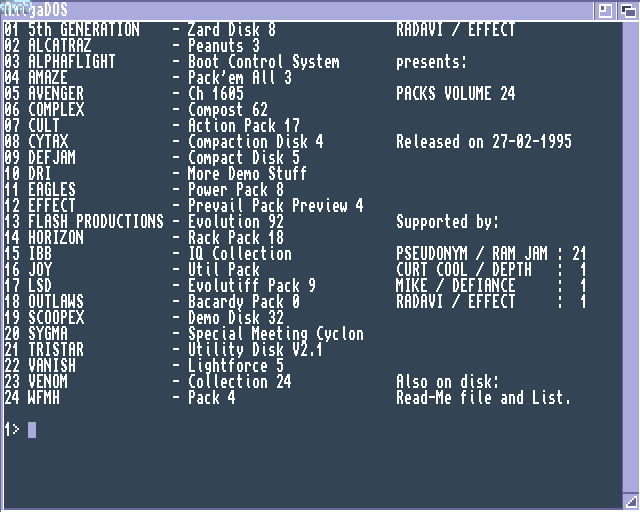 AmigaDOS
01 5th GENERATION - Zard Disk 8 RADAVI / EFFECT
02 ALCATRAZ - Peanuts 3
03 ALPHAFLIGHT - Boot Control System presents:
04 AMAZE - Pack'em All 3
05 AVENGER - Ch 1605 PACKS VOLUME 24
06 COMPLEX - Compost 62
07 CULT - Action Pack 17
08 CYTAX - Compaction Disk 4 Released on 27-02-1995
09 DEFJAM - Compact Disk 5
10 DRI - More Demo Stuff
11 EAGLES - Power Pack 8
12 EFFECT - Prevail Pack Preview 4
13 FLASH PRODUCTIONS - Evolution 92 Supported by:
14 HORIZON - Rack Pack 18
15 IBB - IQ Collection PSEUDONYM / RAM JAM : 21
16 JOY - Util Pack CURT COOL / DEPTH : 1
17 LSD - Evolutiff Pack 9 MIKE / DEFIANCE : 1
18 OUTLAWS - Bacardy Pack 0 RADAVI / EFFECT : 1
19 SCOOPEX - Demo Disk 32
20 SYGMA - Special Meeting Cyclon
21 TRISTAR - Utility Disk V2.1
22 VANISH - Lightforce 5
23 VENOM - Collection 24 Also on disk:
24 WFMH - Pack 4 Read-Me file and List.
1>